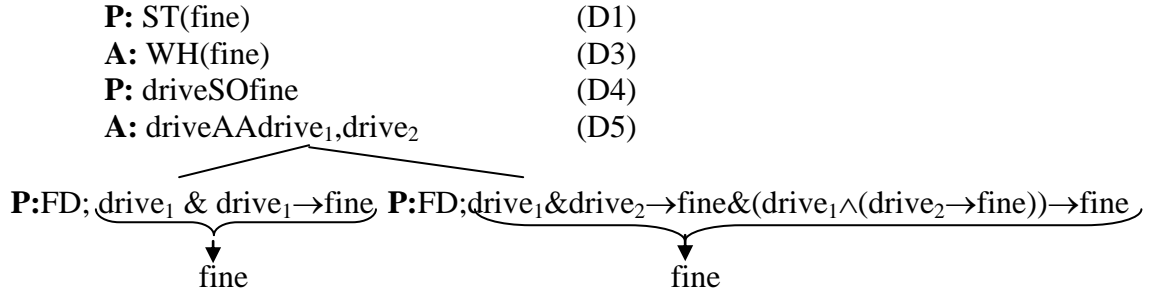 P: ST(fine) (D1)
A: WH(fine) (D3)
P: driveSOfine (D4)
A: driveAAdrive₁,drive₂ (D5)
P:FD; drive₁ & drive₁→fine P:FD;drive₁&drive₂→fine&(drive₁∧(drive₂→fine))→fine
fine fine